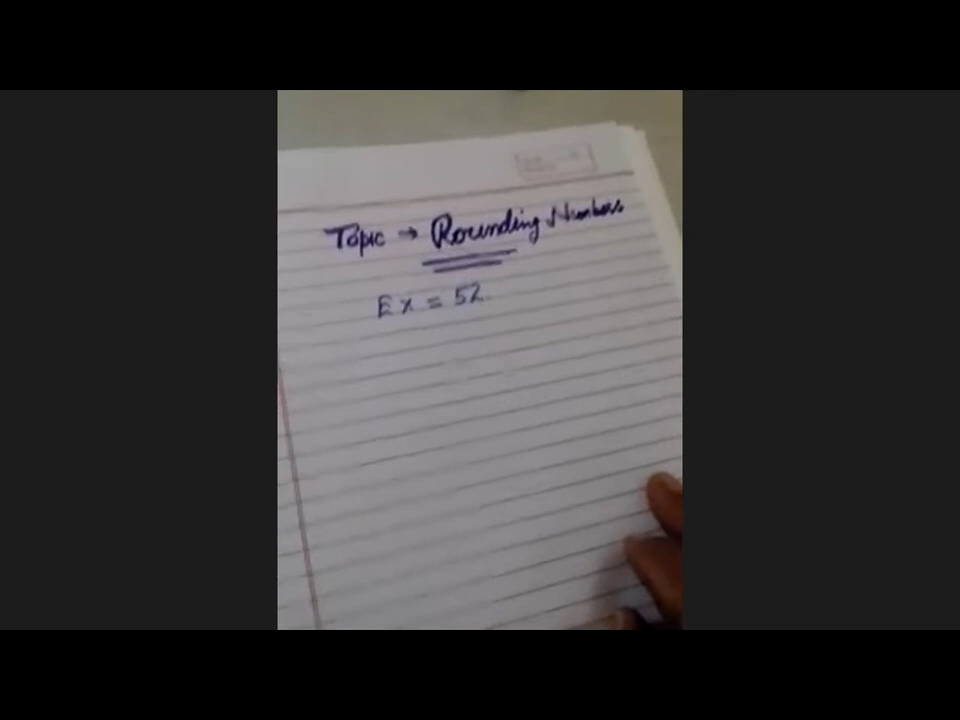 Topic → Rounding Numbers
Ex = 52